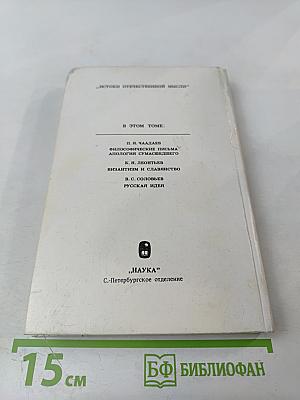 „ИСТОКИ ОТЕЧЕСТВЕННОЙ МЫСЛИ"
В ЭТОМ ТОМЕ:
П. Я. ЧААДАЕВ
ФИЛОСОФИЧЕСКИЕ ПИСЬМА
АПОЛОГИЯ СУМАСШЕДШЕГО
К. Н. ЛЕОНТЬЕВ
ВИЗАНТИЗМ И СЛАВЯНСТВО
В. С. СОЛОВЬЕВ
РУССКАЯ ИДЕЯ
„НАУКА"
С.-Петербургское отделение
15 см
БФ БИБЛИОФАН